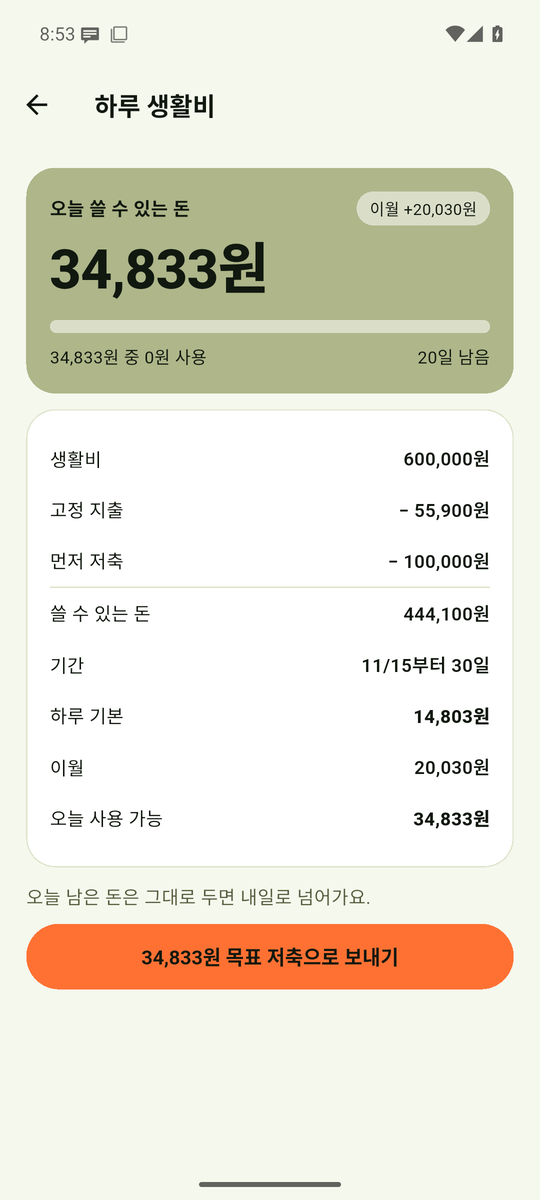 8:53
하루 생활비
오늘 쓸 수 있는 돈
이월 +20,030원
34,833원
34,833원 중 0원 사용
20일 남음
생활비 600,000원
고정 지출 − 55,900원
먼저 저축 − 100,000원
쓸 수 있는 돈 444,100원
기간 11/15부터 30일
하루 기본 14,803원
이월 20,030원
오늘 사용 가능 34,833원
오늘 남은 돈은 그대로 두면 내일로 넘어가요.
34,833원 목표 저축으로 보내기